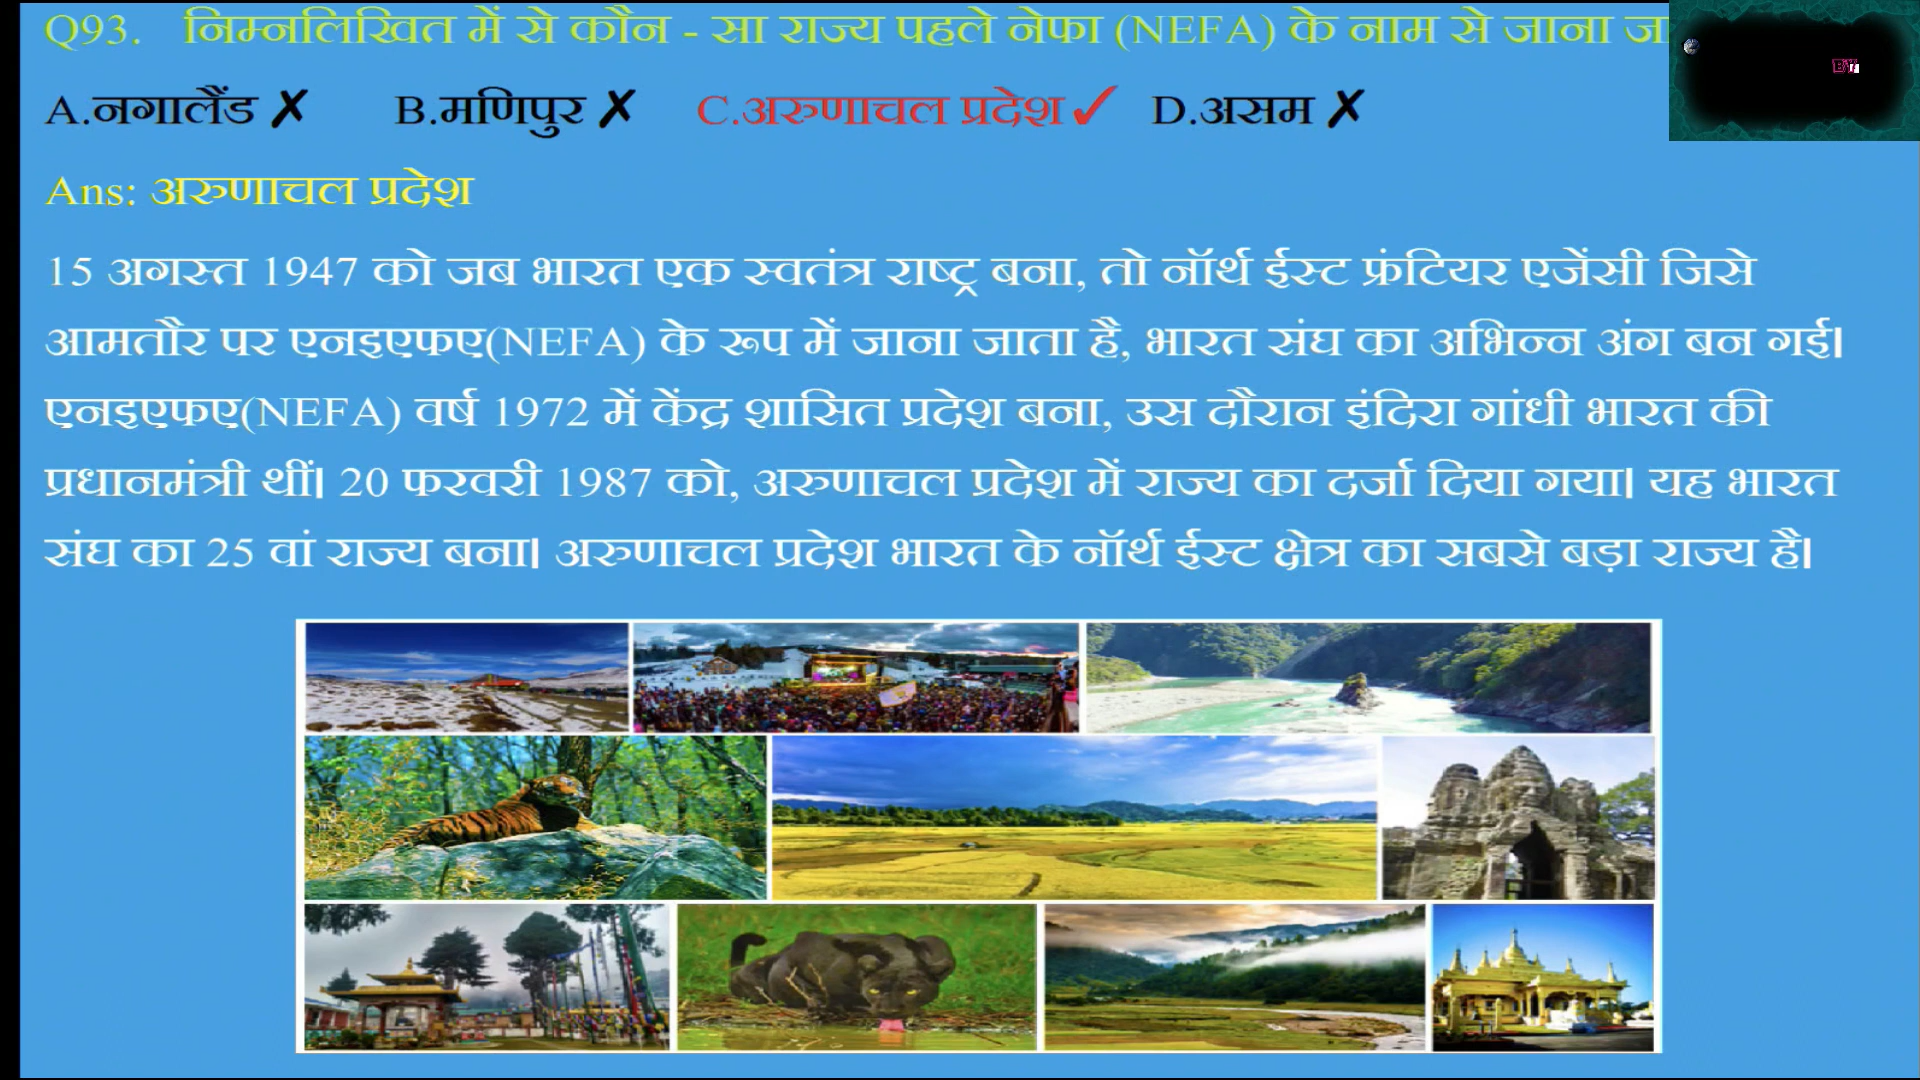 Q93. निम्नलिखित में से कौन - सा राज्य पहले नेफा (NEFA) के नाम से जाना
A.नगालैंड ✗ B.मणिपुर ✗ C.अरुणाचल प्रदेश ✓ D.असम ✗
Ans: अरुणाचल प्रदेश
15 अगस्त 1947 को जब भारत एक स्वतंत्र राष्ट्र बना, तो नॉर्थ ईस्ट फ्रंटियर एजेंसी जिसे
आमतौर पर एनइएफए(NEFA) के रूप में जाना जाता है, भारत संघ का अभिन्न अंग बन गई।
एनइएफए(NEFA) वर्ष 1972 में केंद्र शासित प्रदेश बना, उस दौरान इंदिरा गांधी भारत की
प्रधानमंत्री थीं। 20 फरवरी 1987 को, अरुणाचल प्रदेश में राज्य का दर्जा दिया गया। यह भारत
संघ का 25 वां राज्य बना। अरुणाचल प्रदेश भारत के नॉर्थ ईस्ट क्षेत्र का सबसे बड़ा राज्य है।